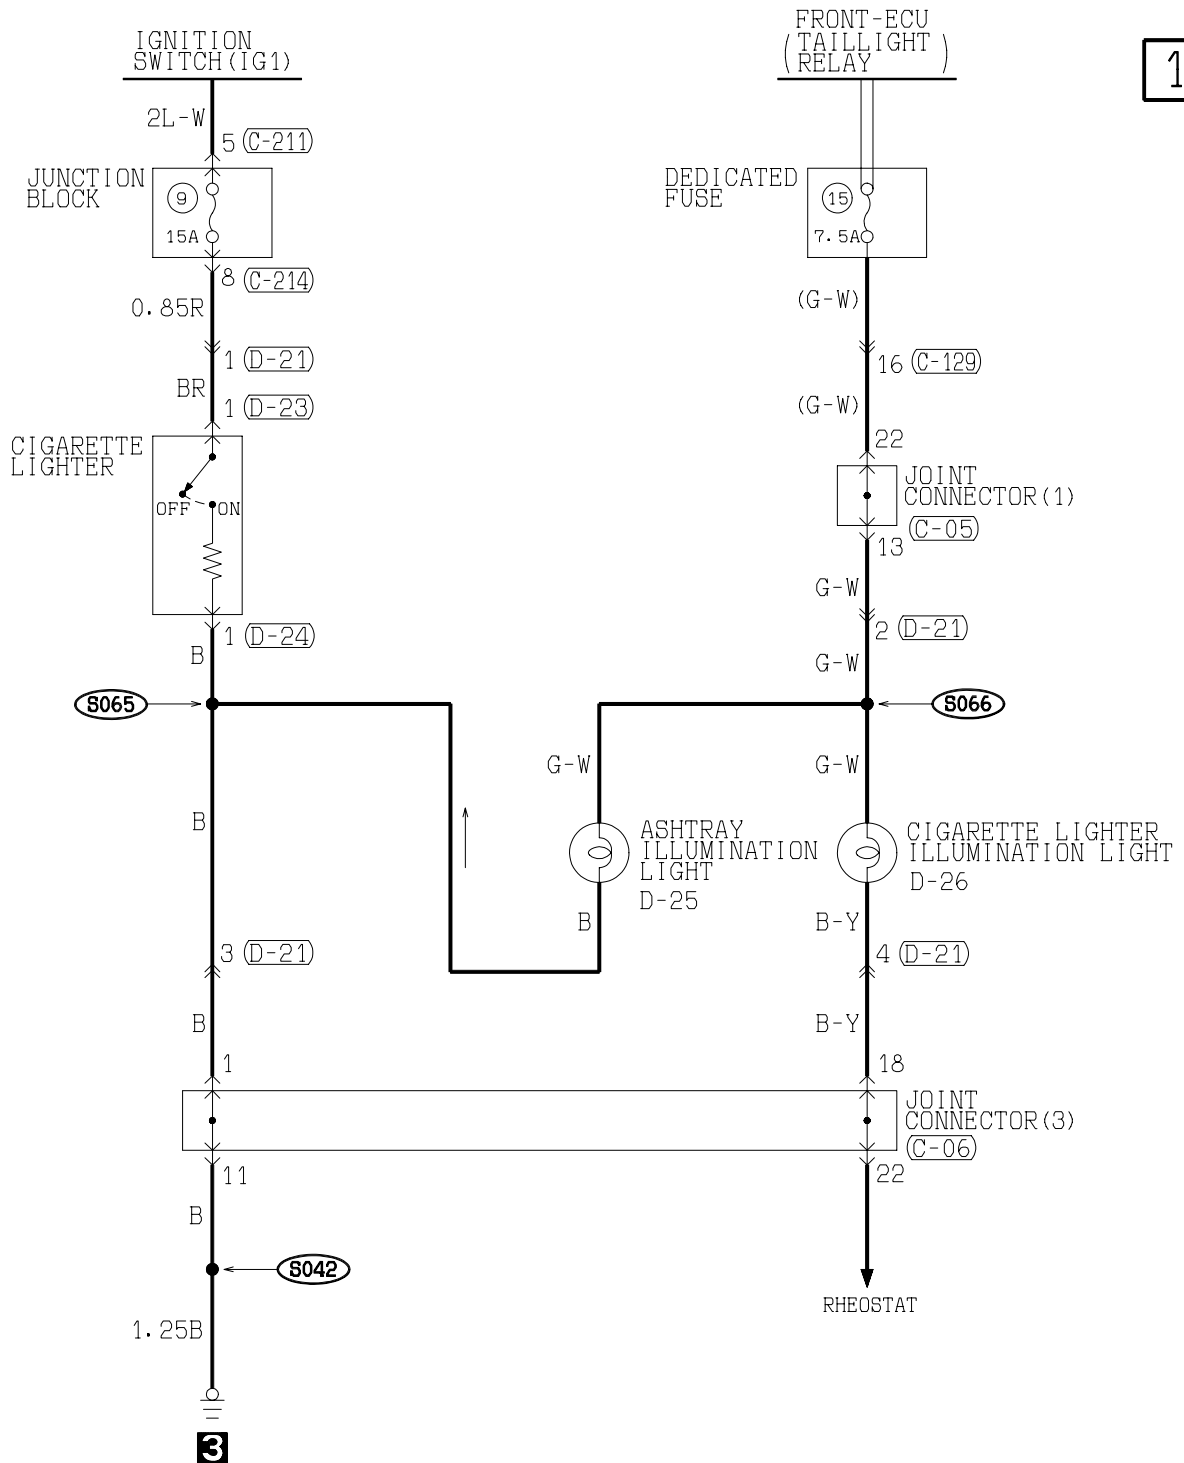 IGNITION
SWITCH(IG1)
FRONT-ECU
(TAILLIGHT
RELAY)
1
2L-W
5 C-211
JUNCTION
BLOCK
9
15A
DEDICATED
FUSE
15
7.5A
8 C-214
0.85R
(G-W)
1 D-21
16 C-129
BR
(G-W)
1 D-23
22
CIGARETTE
LIGHTER
OFF ON
JOINT
CONNECTOR(1)
C-05
13
G-W
1 D-24
2 D-21
B
G-W
S065
S066
G-W
G-W
B
ASHTRAY
ILLUMINATION
LIGHT
D-25
CIGARETTE LIGHTER
ILLUMINATION LIGHT
D-26
B
B-Y
3 D-21
4 D-21
B
B-Y
1
18
JOINT
CONNECTOR(3)
C-06
11
22
B
S042
RHEOSTAT
1.25B
3